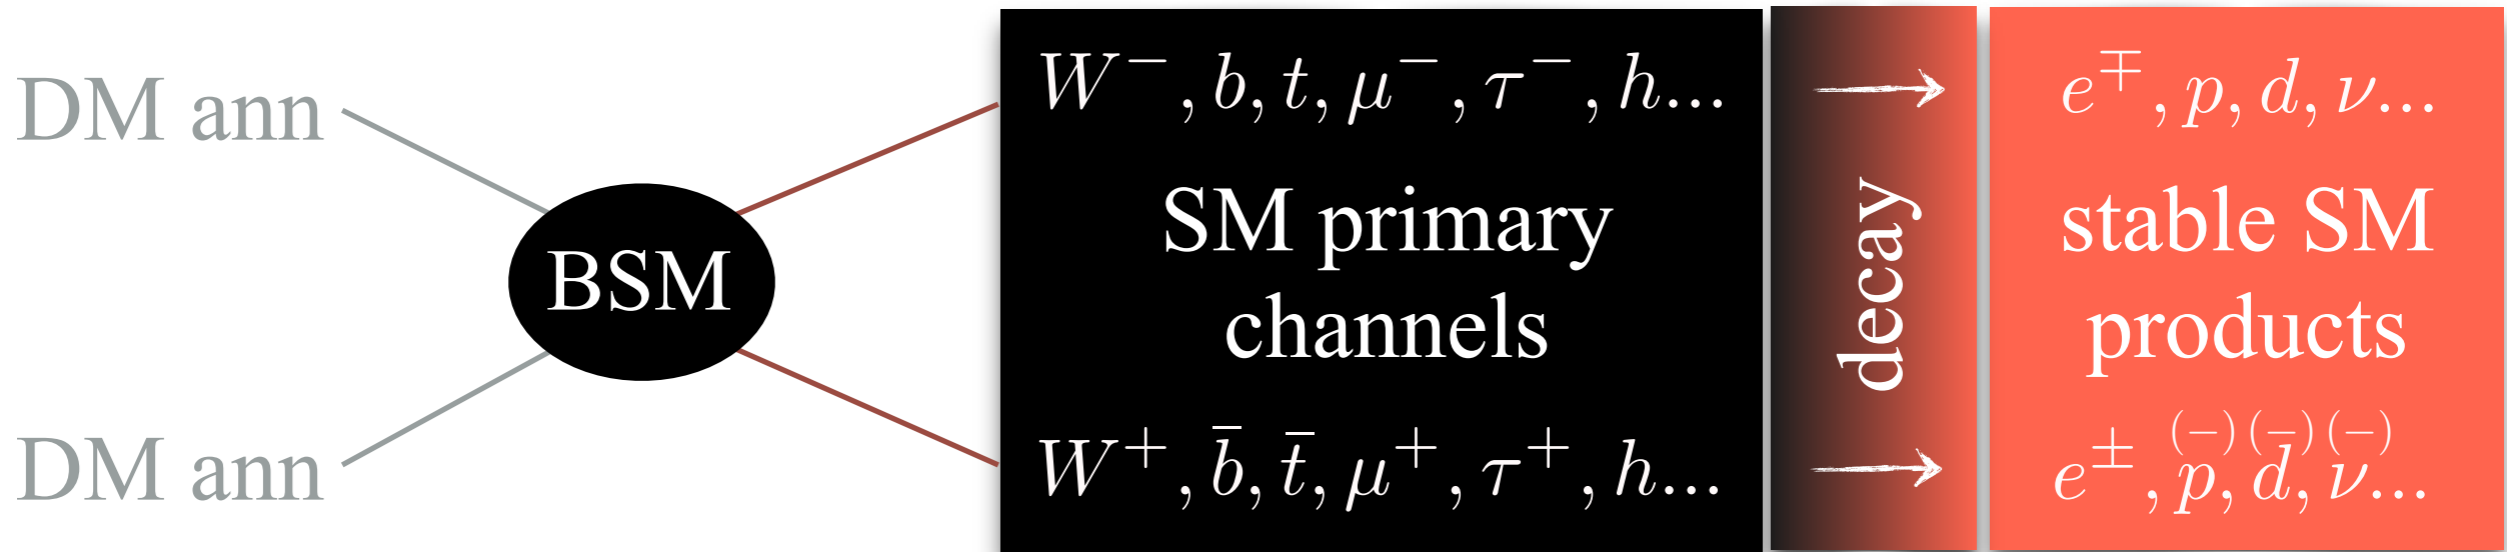 DM ann
DM ann
BSM
W⁻, b, t, μ⁻, τ⁻, h...
SM primary
channels
W⁺, b̄, t̄, μ⁺, τ⁺, h...
decay
e^∓, p, d, ν...
stable SM
products
e^±, p^(−), d^(−), ν^(−)...